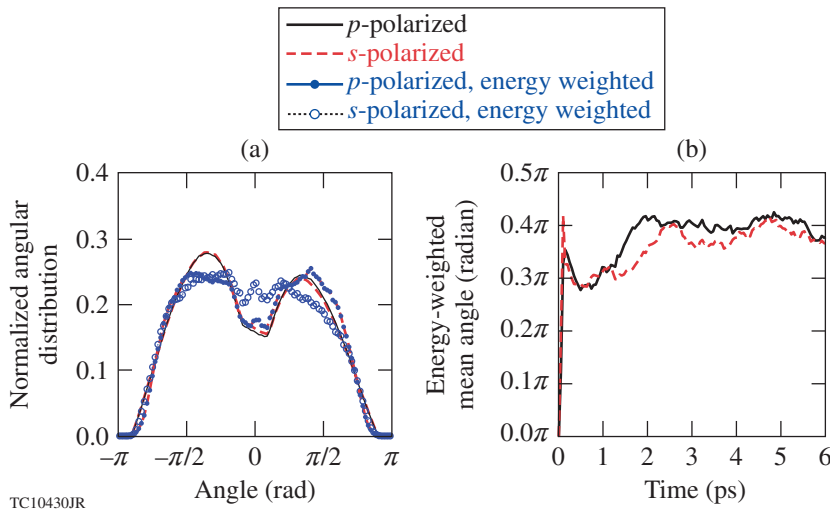 p-polarized
s-polarized
p-polarized, energy weighted
s-polarized, energy weighted
(a)
Normalized angular
distribution
0.4
0.3
0.2
0.1
0.0
–π
–π/2
0
π/2
π
Angle (rad)
(b)
Energy-weighted
mean angle (radian)
0.5π
0.4π
0.3π
0.2π
0.1π
0.0π
0
1
2
3
4
5
6
Time (ps)
TC10430JR